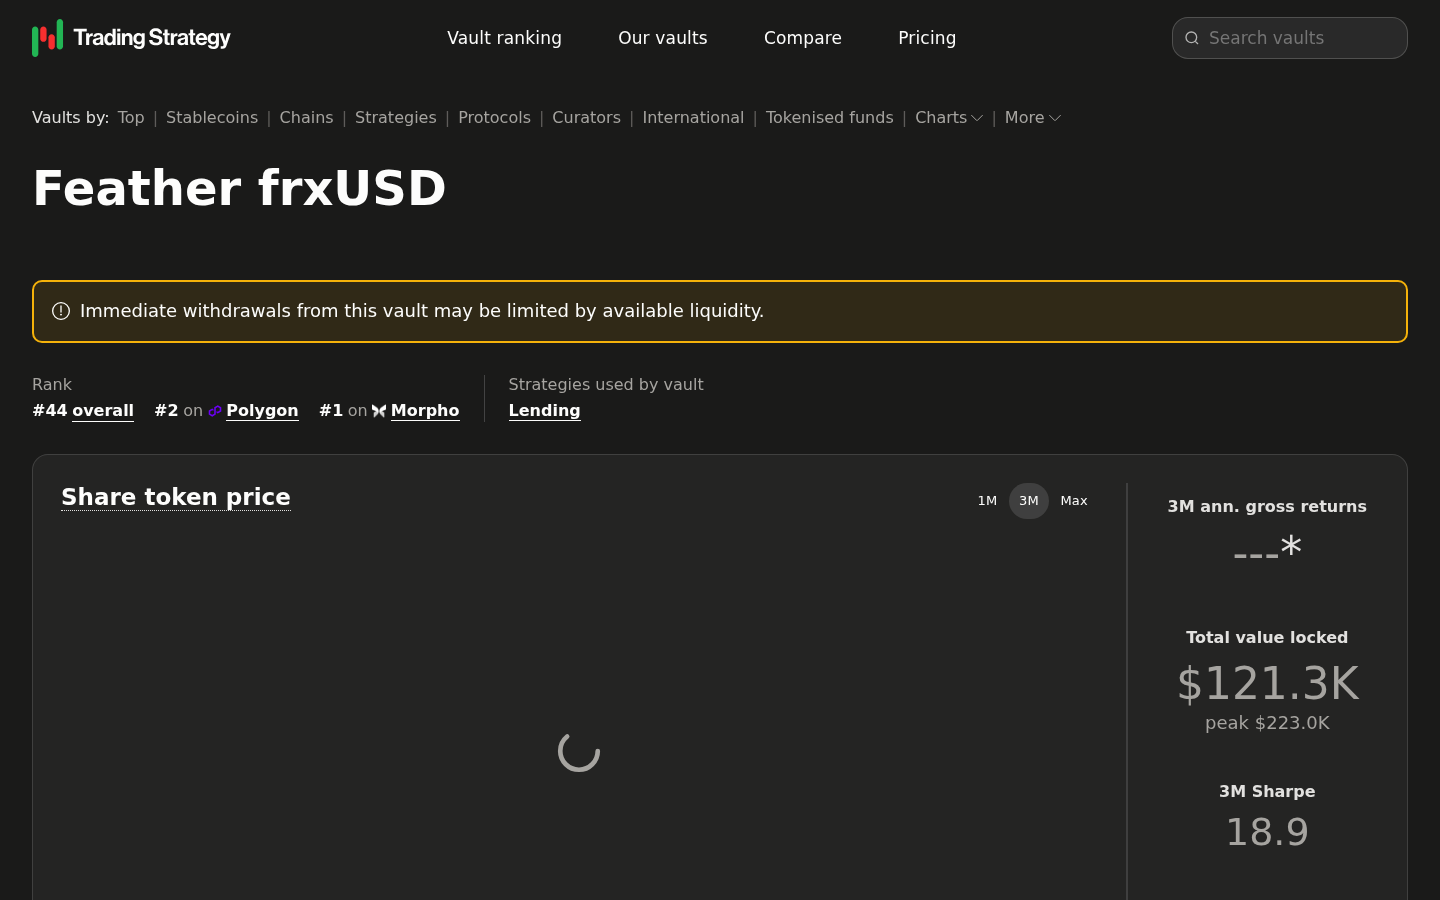 Trading Strategy
Vault ranking Our vaults Compare Pricing
Search vaults
Vaults by: Top | Stablecoins | Chains | Strategies | Protocols | Curators | International | Tokenised funds | Charts | More
Feather frxUSD
Immediate withdrawals from this vault may be limited by available liquidity.
Rank
#44 overall #2 on Polygon #1 on Morpho
Strategies used by vault
Lending
Share token price
1M 3M Max
3M ann. gross returns
---*
Total value locked
$121.3K
peak $223.0K
3M Sharpe
18.9